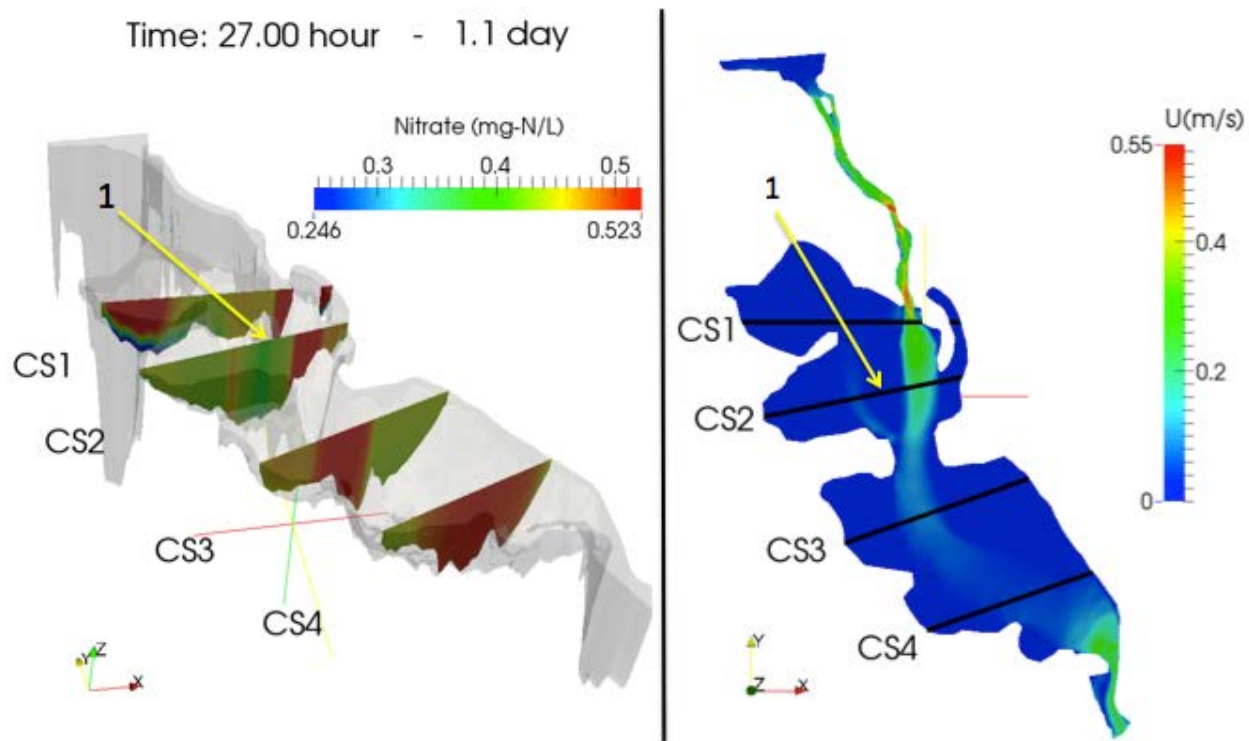 Time: 27.00 hour - 1.1 day
Nitrate (mg-N/L)
0.3 0.4 0.5
0.246 0.523
1
CS1
CS2
CS3
CS4
Y Z X
U(m/s)
0.55
0.4
0.2
0
1
CS1
CS2
CS3
CS4
Y
Z X